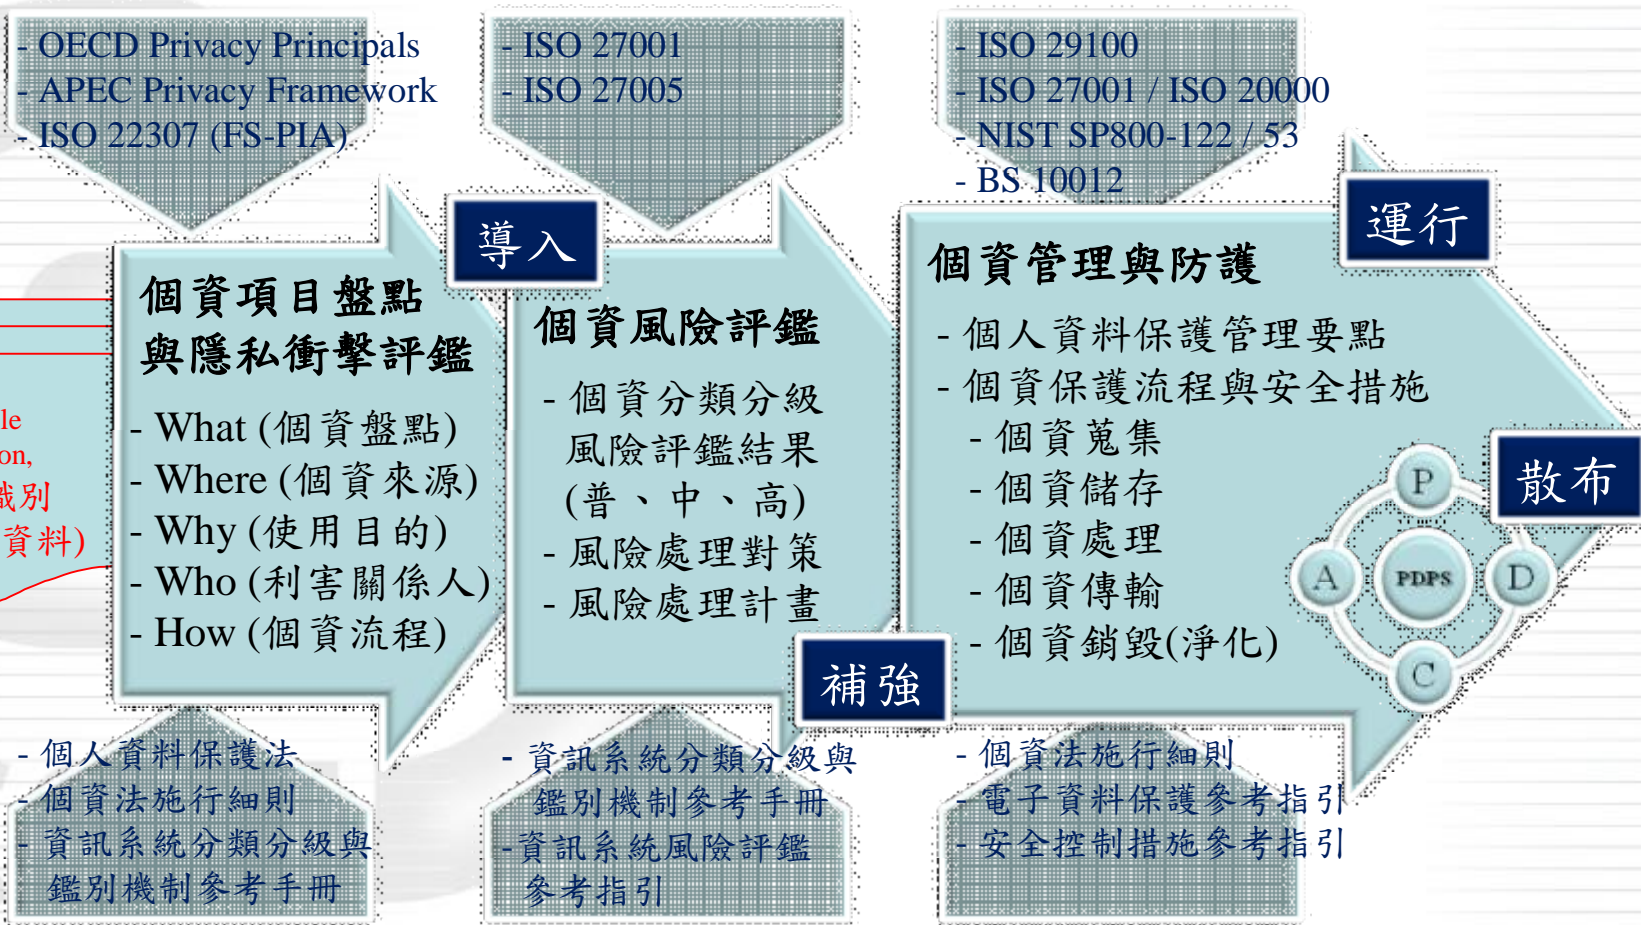 - OECD Privacy Principals
- APEC Privacy Framework
- ISO 22307 (FS-PIA)
- ISO 27001
- ISO 27005
- ISO 29100
- ISO 27001 / ISO 20000
- NIST SP800-122 / 53
- BS 10012
導入
運行
補強
散布
識別
資料)
個資項目盤點
與隱私衝擊評鑑
- What (個資盤點)
- Where (個資來源)
- Why (使用目的)
- Who (利害關係人)
- How (個資流程)
個資風險評鑑
- 個資分類分級
風險評鑑結果
(普、中、高)
- 風險處理對策
- 風險處理計畫
個資管理與防護
- 個人資料保護管理要點
- 個資保護流程與安全措施
- 個資蒐集
- 個資儲存
- 個資處理
- 個資傳輸
- 個資銷毀(淨化)
P
A
PDPS
D
C
- 個人資料保護法
- 個資法施行細則
- 資訊系統分類分級與
鑑別機制參考手冊
- 資訊系統分類分級與
鑑別機制參考手冊
-資訊系統風險評鑑
參考指引
- 個資法施行細則
- 電子資料保護參考指引
- 安全控制措施參考指引